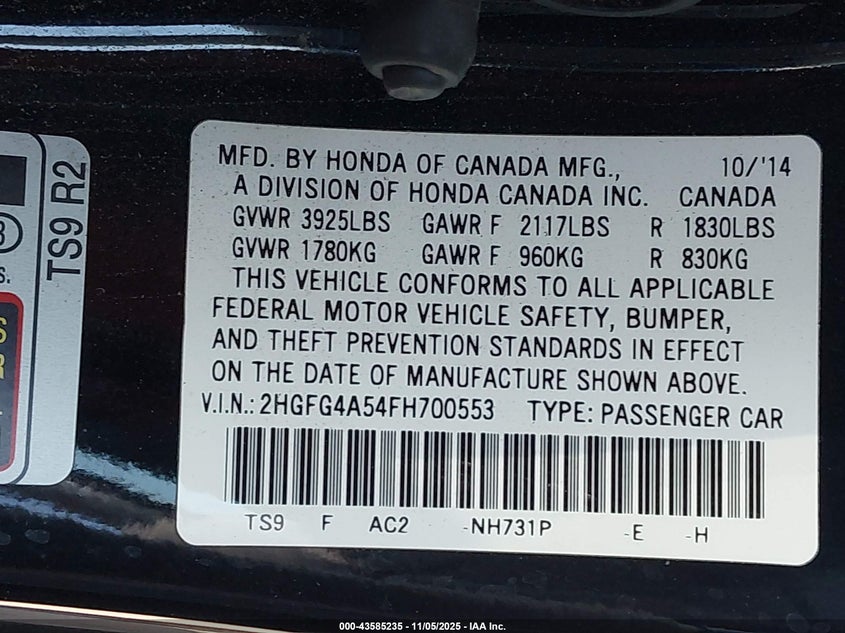 MFD. BY HONDA OF CANADA MFG., 10/'14
A DIVISION OF HONDA CANADA INC. CANADA
GVWR 3925LBS GAWR F 2117LBS R 1830LBS
GVWR 1780KG GAWR F 960KG R 830KG
THIS VEHICLE CONFORMS TO ALL APPLICABLE
FEDERAL MOTOR VEHICLE SAFETY, BUMPER,
AND THEFT PREVENTION STANDARDS IN EFFECT
ON THE DATE OF MANUFACTURE SHOWN ABOVE.
V.I.N.: 2HGFG4A54FH700553 TYPE: PASSENGER CAR
TS9 F AC2 -NH731P -E -H
TS9 R2
000-43585235 - 11/05/2025 - IAA Inc.